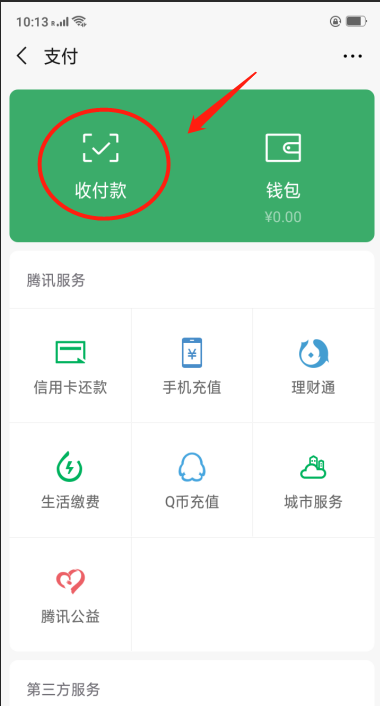 10:13
支付
收付款
钱包
¥0.00
腾讯服务
信用卡还款
手机充值
理财通
生活缴费
Q币充值
城市服务
腾讯公益
第三方服务